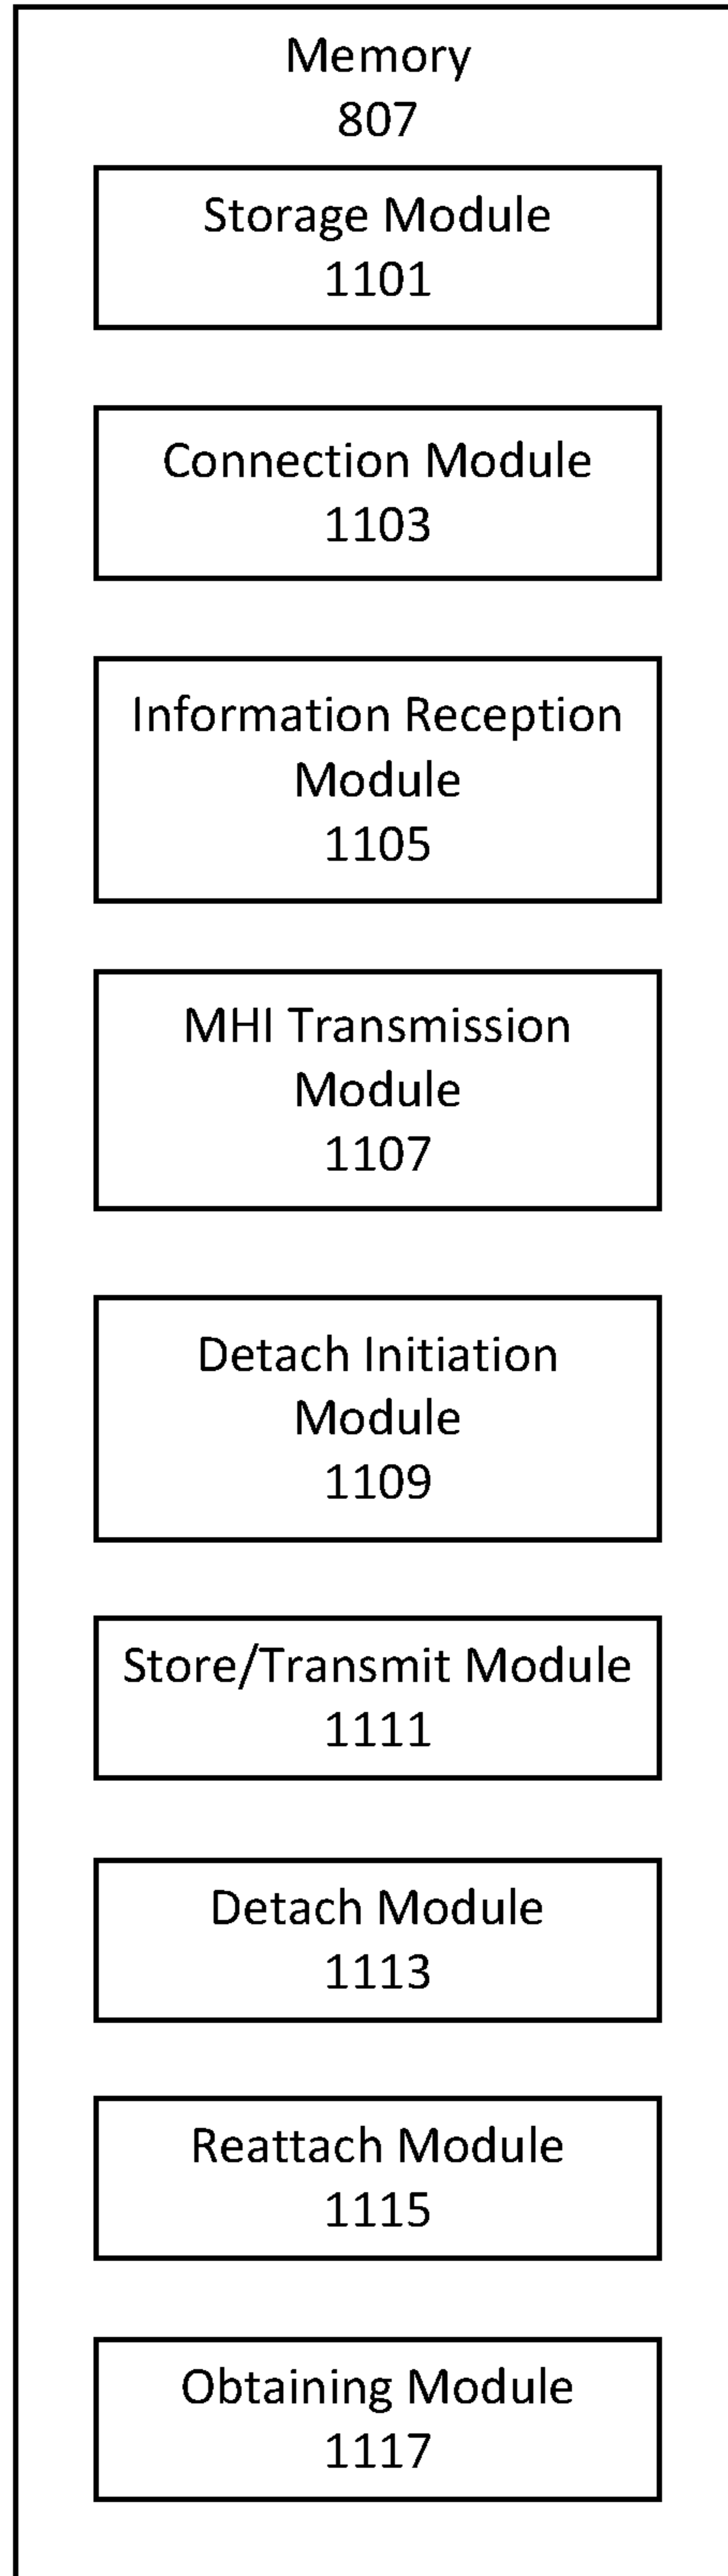 Memory
807
Storage Module
1101
Connection Module
1103
Information Reception
Module
1105
MHI Transmission
Module
1107
Detach Initiation
Module
1109
Store/Transmit Module
1111
Detach Module
1113
Reattach Module
1115
Obtaining Module
1117